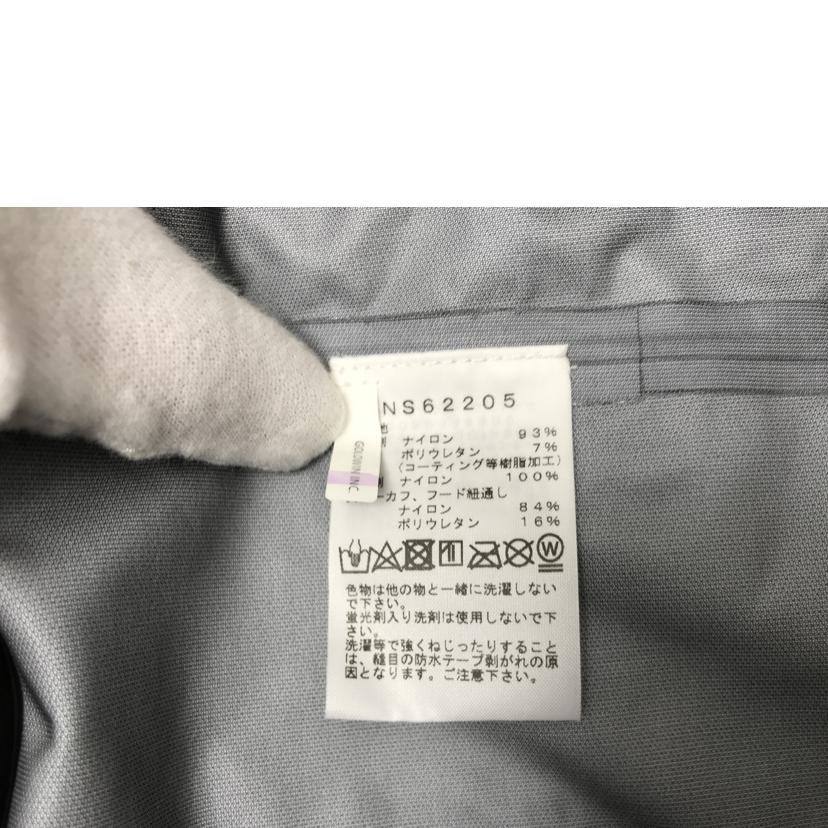 NS62205
地
ナイロン 93%
ポリウレタン 7%
(コーティング等樹脂加工)
ナイロン 100%
ーカフ、フード紐通し
ナイロン 84%
ポリウレタン 16%
GOLDWIN INC.
W
色物は他の物と一緒に洗濯しない
で下さい。
蛍光剤入り洗剤は使用しないで下
さい。
洗濯等で強くねじったりすること
は、縫目の防水テープ剥がれの原
因となります。ご注意下さい。